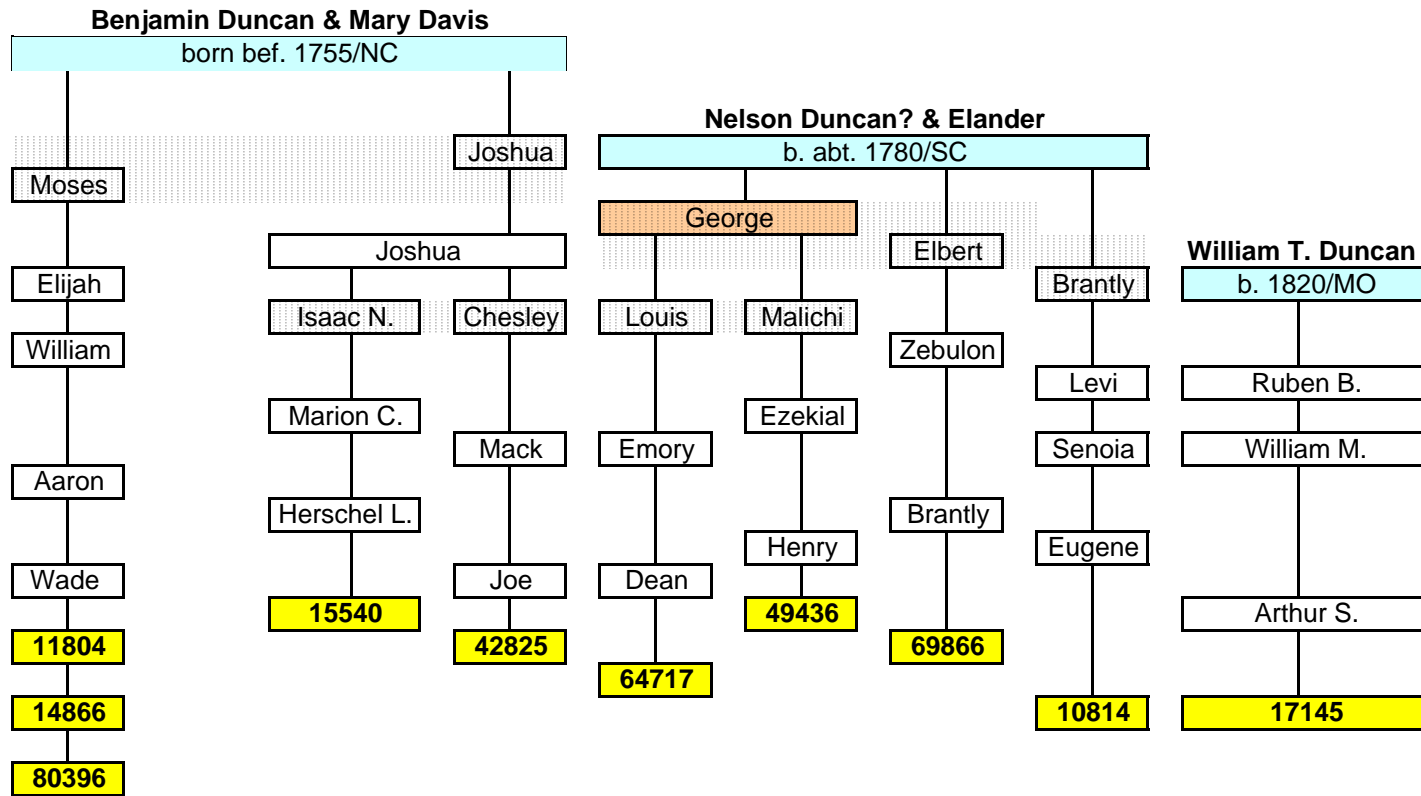 Benjamin Duncan & Mary Davis
born bef. 1755/NC
Nelson Duncan? & Elander
Joshua
b. abt. 1780/SC
Moses
George
Joshua
Elbert
William T. Duncan
Elijah
Brantly
b. 1820/MO
Isaac N.
Chesley
Louis
Malichi
William
Zebulon
Levi
Ruben B.
Marion C.
Ezekial
Mack
Emory
Senoia
William M.
Aaron
Herschel L.
Brantly
Henry
Eugene
Wade
Joe
Dean
15540
49436
Arthur S.
11804
42825
69866
64717
14866
10814
17145
80396